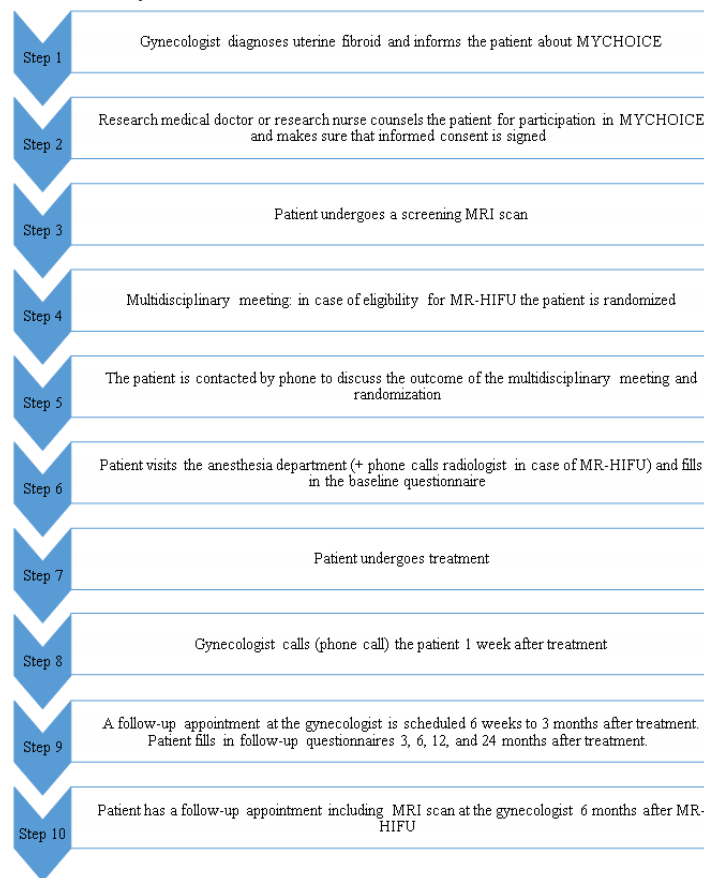 Step 1
Gynecologist diagnoses uterine fibroid and informs the patient about MYCHOICE
Step 2
Research medical doctor or research nurse counsels the patient for participation in MYCHOICE
and makes sure that informed consent is signed
Step 3
Patient undergoes a screening MRI scan
Step 4
Multidisciplinary meeting: in case of eligibility for MR-HIFU the patient is randomized
Step 5
The patient is contacted by phone to discuss the outcome of the multidisciplinary meeting and
randomization
Step 6
Patient visits the anesthesia department (+ phone calls radiologist in case of MR-HIFU) and fills
in the baseline questionnaire
Step 7
Patient undergoes treatment
Step 8
Gynecologist calls (phone call) the patient 1 week after treatment
Step 9
A follow-up appointment at the gynecologist is scheduled 6 weeks to 3 months after treatment.
Patient fills in follow-up questionnaires 3, 6, 12, and 24 months after treatment.
Step 10
Patient has a follow-up appointment including MRI scan at the gynecologist 6 months after MR-
HIFU